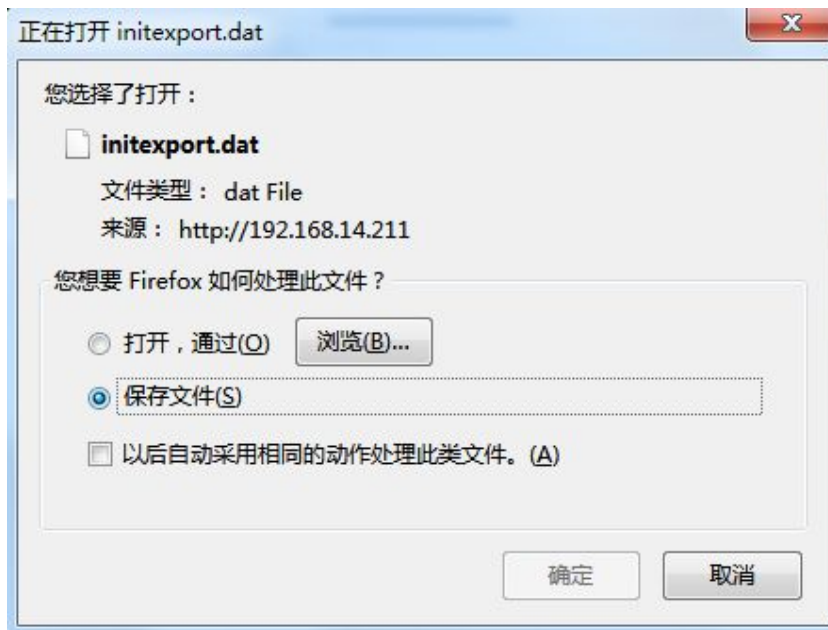 正在打开 initexport.dat
您选择了打开：
initexport.dat
文件类型： dat File
来源： http://192.168.14.211
您想要 Firefox 如何处理此文件？
打开，通过(O) 浏览(B)...
保存文件(S)
以后自动采用相同的动作处理此类文件。(A)
确定 取消